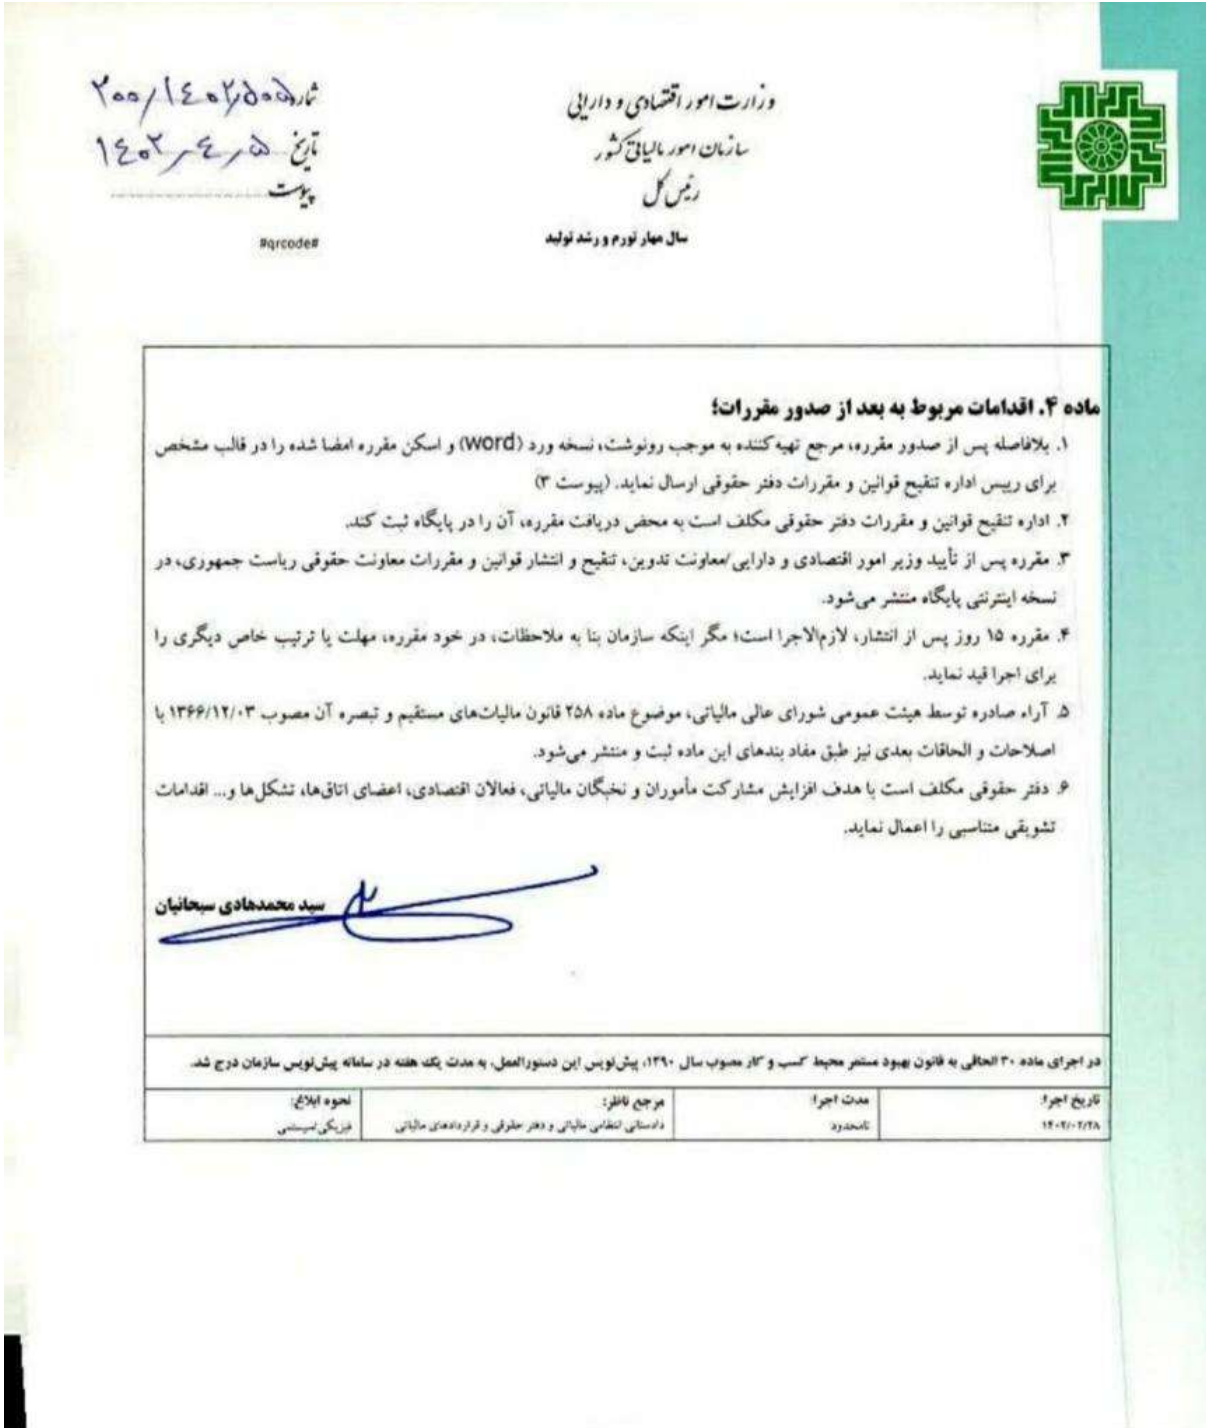 وزارت امور اقتصادی و دارایی
سازمان امور مالیاتی کشور
رئیس کل
سال مهار تورم و رشد تولید
شماره ۲۰۰/۱۴۰۲/۵۰۵
تاریخ ۱۴۰۲/۴/۵
پیوست
#qrcode#
ماده ۴. اقدامات مربوط به بعد از صدور مقررات؛
۱. بلافاصله پس از صدور مقرره، مرجع تهیه کننده به موجب رونوشت، نسخه ورد (word) و اسکن مقرره امضا شده را در قالب مشخص
برای رییس اداره تنقیح قوانین و مقررات دفتر حقوقی ارسال نماید. (پیوست ۳)
۲. اداره تنقیح قوانین و مقررات دفتر حقوقی مکلف است به محض دریافت مقرره، آن را در پایگاه ثبت کند.
۳. مقرره پس از تأیید وزیر امور اقتصادی و دارایی/معاونت تدوین، تنقیح و انتشار قوانین و مقررات معاونت حقوقی ریاست جمهوری، در
نسخه اینترنتی پایگاه منتشر می‌شود.
۴. مقرره ۱۵ روز پس از انتشار، لازم‌الاجرا است؛ مگر اینکه سازمان بنا به ملاحظات، در خود مقرره، مهلت یا ترتیب خاص دیگری را
برای اجرا قید نماید.
۵. آراء صادره توسط هیئت عمومی شورای عالی مالیاتی، موضوع ماده ۲۵۸ قانون مالیات‌های مستقیم و تبصره آن مصوب ۱۳۶۶/۱۲/۰۳ با
اصلاحات و الحاقات بعدی نیز طبق مفاد بندهای این ماده ثبت و منتشر می‌شود.
۶. دفتر حقوقی مکلف است با هدف افزایش مشارکت مأموران و نخبگان مالیاتی، فعالان اقتصادی، اعضای اتاق‌ها، تشکل‌ها و... اقدامات
تشویقی متناسبی را اعمال نماید.
سید محمدهادی سبحانیان
در اجرای ماده ۳۰ الحاقی به قانون بهبود مستمر محیط کسب و کار مصوب سال ۱۳۹۰، پیش‌نویس این دستورالعمل، به مدت یک هفته در سامانه پیش‌نویس سازمان درج شد.
تاریخ اجرا: مدت اجرا: مرجع ناظر: نحوه ابلاغ:
۱۴۰۲/۰۲/۲۸ نامحدود دادستانی انتظامی مالیاتی و دفتر حقوقی و قراردادهای مالیاتی فیزیکی/سیستمی